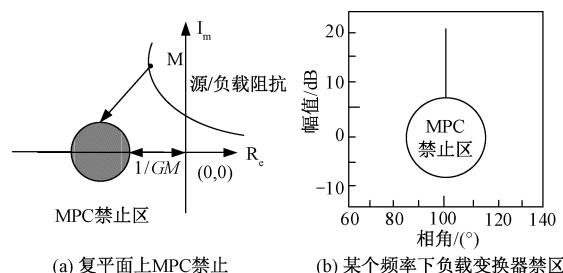 Im
M
源/负载阻抗
1/GM
(0,0)
Re
MPC禁止区
(a) 复平面上MPC禁止
幅值/dB
20
10
0
−10
MPC
禁止区
60
80
100
120
140
相角/(°)
(b) 某个频率下负载变换器禁区